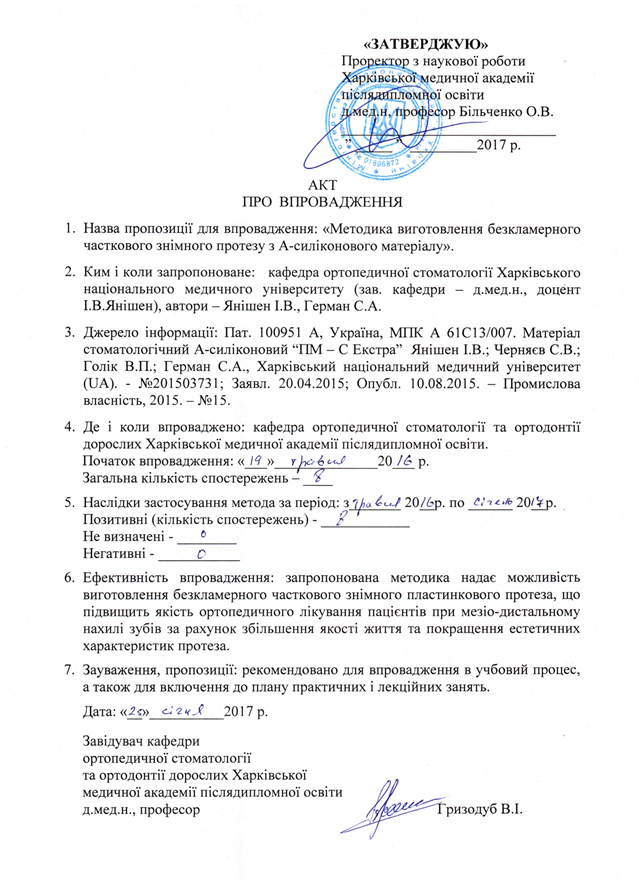 «ЗАТВЕРДЖУЮ»
Проректор з наукової роботи
Харківської медичної академії
післядипломної освіти
д.мед.н, професор Більченко О.В.
"______" __________2017 р.
АКТ
ПРО ВПРОВАДЖЕННЯ
1. Назва пропозиції для впровадження: «Методика виготовлення безкламерного
часткового знімного протезу з А-силіконового матеріалу».
2. Ким і коли запропоноване: кафедра ортопедичної стоматології Харківського
національного медичного університету (зав. кафедри – д.мед.н., доцент
І.В.Янішен), автори – Янішен І.В., Герман С.А.
3. Джерело інформації: Пат. 100951 А, Україна, МПК А 61С13/007. Матеріал
стоматологічний А-силіконовий “ПМ – С Екстра” Янішен І.В.; Черняєв С.В.;
Голік В.П.; Герман С.А., Харківський національний медичний університет
(UA). - №201503731; Заявл. 20.04.2015; Опубл. 10.08.2015. – Промислова
власність, 2015. – №15.
4. Де і коли впроваджено: кафедра ортопедичної стоматології та ортодонтії
дорослих Харківської медичної академії післядипломної освіти.
Початок впровадження: «19» травня 2016 р.
Загальна кількість спостережень – 8
5. Наслідки застосування метода за період: з травня 2016р. по січень 2017р.
Позитивні (кількість спостережень) - 8
Не визначені - 0
Негативні - 0
6. Ефективність впровадження: запропонована методика надає можливість
виготовлення безкламерного часткового знімного пластинкового протеза, що
підвищить якість ортопедичного лікування пацієнтів при мезіо-дистальному
нахилі зубів за рахунок збільшення якості життя та покращення естетичних
характеристик протеза.
7. Зауваження, пропозиції: рекомендовано для впровадження в учбовий процес,
а також для включення до плану практичних і лекційних занять.
Дата: «20» січня 2017 р.
Завідувач кафедри
ортопедичної стоматології
та ортодонтії дорослих Харківської
медичної академії післядипломної освіти
д.мед.н., професор Гризодуб В.І.